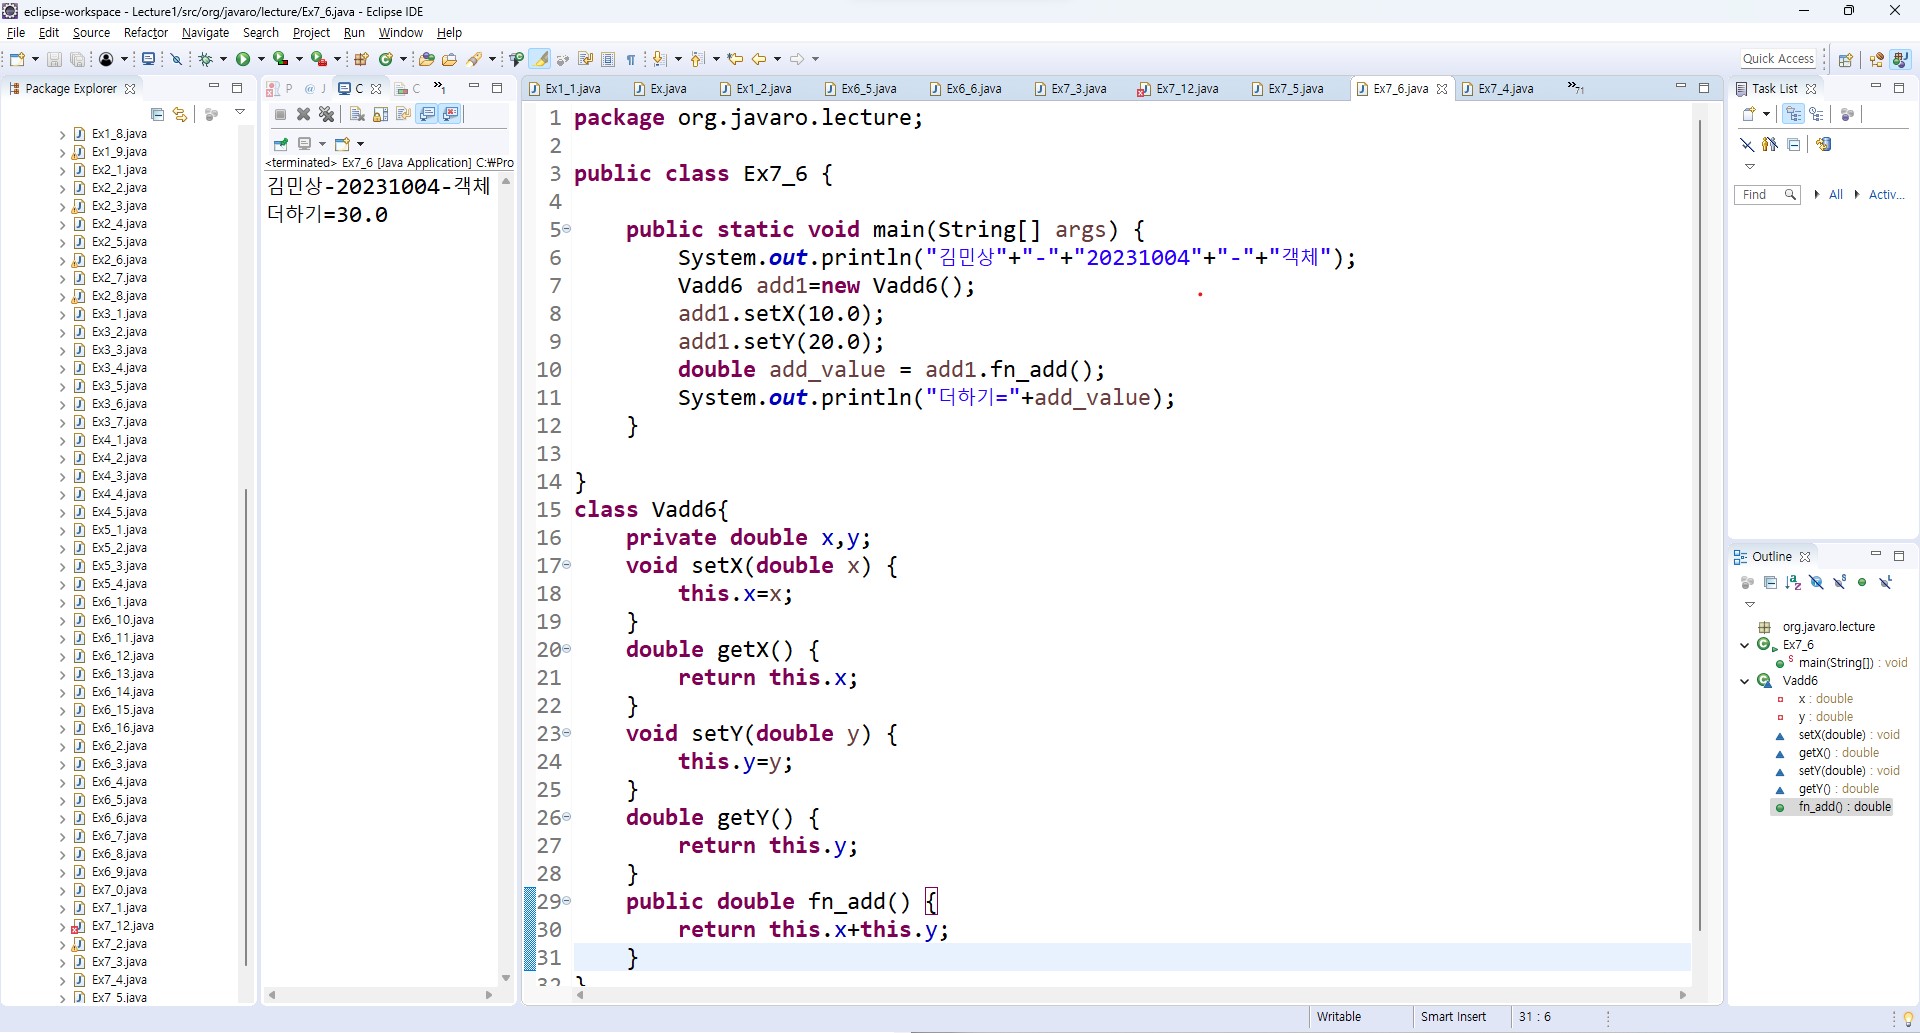 eclipse-workspace - Lecture1/src/org/javaro/lecture/Ex7_6.java - Eclipse IDE
File Edit Source Refactor Navigate Search Project Run Window Help
Quick Access
Package Explorer
Ex1_8.java
Ex1_9.java
Ex2_1.java
Ex2_2.java
Ex2_3.java
Ex2_4.java
Ex2_5.java
Ex2_6.java
Ex2_7.java
Ex2_8.java
Ex3_1.java
Ex3_2.java
Ex3_3.java
Ex3_4.java
Ex3_5.java
Ex3_6.java
Ex3_7.java
Ex4_1.java
Ex4_2.java
Ex4_3.java
Ex4_4.java
Ex4_5.java
Ex5_1.java
Ex5_2.java
Ex5_3.java
Ex5_4.java
Ex6_1.java
Ex6_10.java
Ex6_11.java
Ex6_12.java
Ex6_13.java
Ex6_14.java
Ex6_15.java
Ex6_16.java
Ex6_2.java
Ex6_3.java
Ex6_4.java
Ex6_5.java
Ex6_6.java
Ex6_7.java
Ex6_8.java
Ex6_9.java
Ex7_0.java
Ex7_1.java
Ex7_12.java
Ex7_2.java
Ex7_3.java
Ex7_4.java
Ex7_5.java
P @ J C C »1
<terminated> Ex7_6 [Java Application] C:₩Pro
김민상-20231004-객체
더하기=30.0
Ex1_1.java Ex.java Ex1_2.java Ex6_5.java Ex6_6.java Ex7_3.java Ex7_12.java Ex7_5.java Ex7_6.java Ex7_4.java »71
1 package org.javaro.lecture;
2
3 public class Ex7_6 {
4
5 public static void main(String[] args) {
6 System.out.println("김민상"+"-"+"20231004"+"-"+"객체");
7 Vadd6 add1=new Vadd6();
8 add1.setX(10.0);
9 add1.setY(20.0);
10 double add_value = add1.fn_add();
11 System.out.println("더하기="+add_value);
12 }
13
14 }
15 class Vadd6{
16 private double x,y;
17 void setX(double x) {
18 this.x=x;
19 }
20 double getX() {
21 return this.x;
22 }
23 void setY(double y) {
24 this.y=y;
25 }
26 double getY() {
27 return this.y;
28 }
29 public double fn_add() {
30 return this.x+this.y;
31 }
32 }
Task List
Find All Activ...
Outline
org.javaro.lecture
Ex7_6
main(String[]) : void
Vadd6
x : double
y : double
setX(double) : void
getX() : double
setY(double) : void
getY() : double
fn_add() : double
Writable Smart Insert 31 : 6